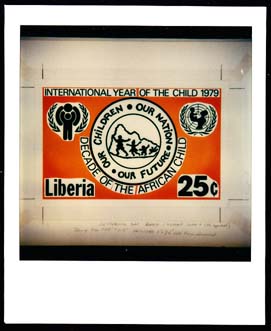 INTERNATIONAL YEAR OF THE CHILD 1979
OUR CHILDREN • OUR NATION • OUR FUTURE •
DECADE OF THE AFRICAN CHILD
Liberia
25¢